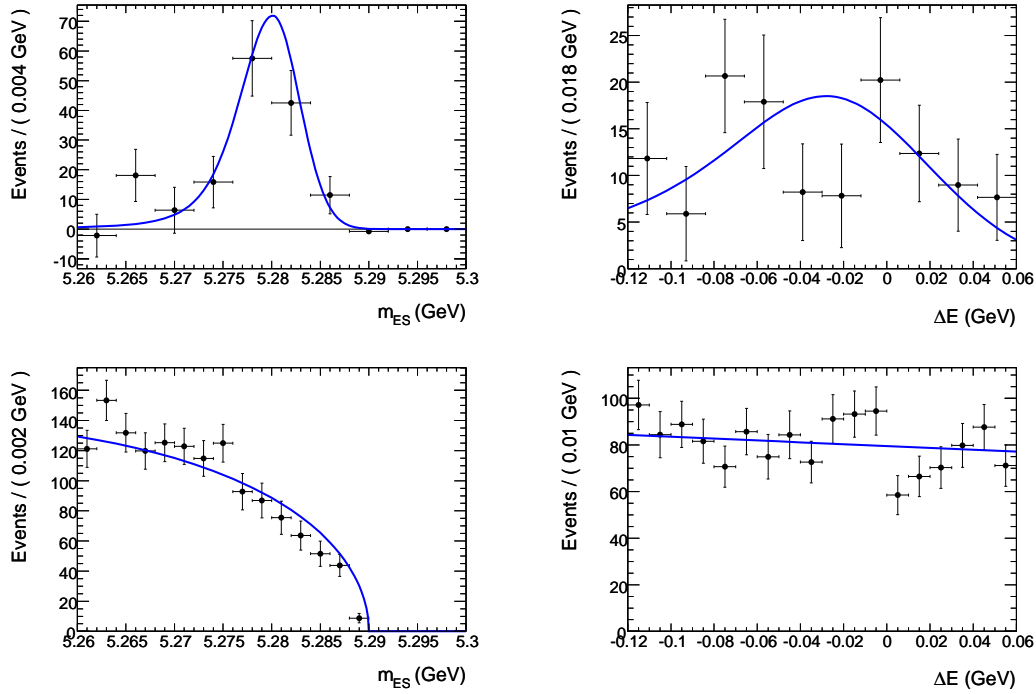 Events / ( 0.004 GeV )
70
60
50
40
30
20
10
0
-10
5.26 5.265 5.27 5.275 5.28 5.285 5.29 5.295 5.3
m_ES (GeV)
Events / ( 0.018 GeV )
25
20
15
10
5
0
-0.12 -0.1 -0.08 -0.06 -0.04 -0.02 0 0.02 0.04 0.06
ΔE (GeV)
Events / ( 0.002 GeV )
160
140
120
100
80
60
40
20
0
5.26 5.265 5.27 5.275 5.28 5.285 5.29 5.295 5.3
m_ES (GeV)
Events / ( 0.01 GeV )
100
80
60
40
20
0
-0.12 -0.1 -0.08 -0.06 -0.04 -0.02 0 0.02 0.04 0.06
ΔE (GeV)